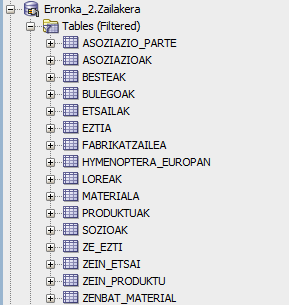 Erronka_2.Zailakera
Tables (Filtered)
ASOZIAZIO_PARTE
ASOZIAZIOAK
BESTEAK
BULEGOAK
ETSAILAK
EZTIA
FABRIKATZAILEA
HYMENOPTERA_EUROPAN
LOREAK
MATERIALA
PRODUKTUAK
SOZIOAK
ZE_EZTI
ZEIN_ETSAI
ZEIN_PRODUKTU
ZENBAT_MATERIAL